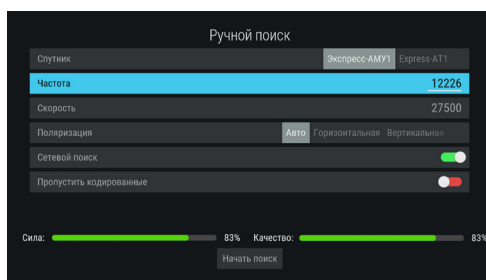 Ручной поиск
Спутник Экспресс-АМУ1 Express-AT1
Частота 12226
Скорость 27500
Поляризация Авто Горизонтальная Вертикальная
Сетевой поиск
Пропустить кодированные
Сила: 83% Качество: 83%
Начать поиск